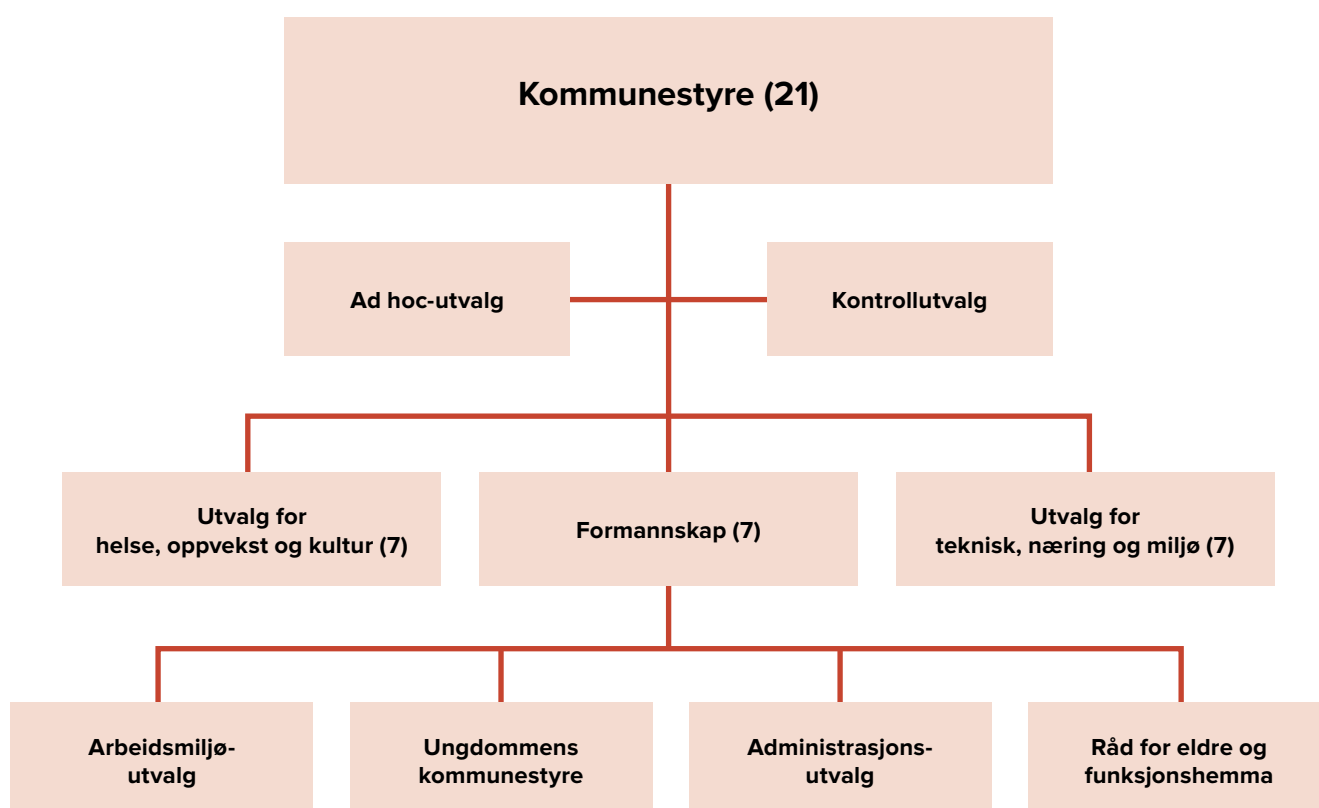 Kommunestyre (21)
Ad hoc-utvalg
Kontrollutvalg
Utvalg for
helse, oppvekst og kultur (7)
Formannskap (7)
Utvalg for
teknisk, næring og miljø (7)
Arbeidsmiljø-
utvalg
Ungdommens
kommunestyre
Administrasjons-
utvalg
Råd for eldre og
funksjonshemma